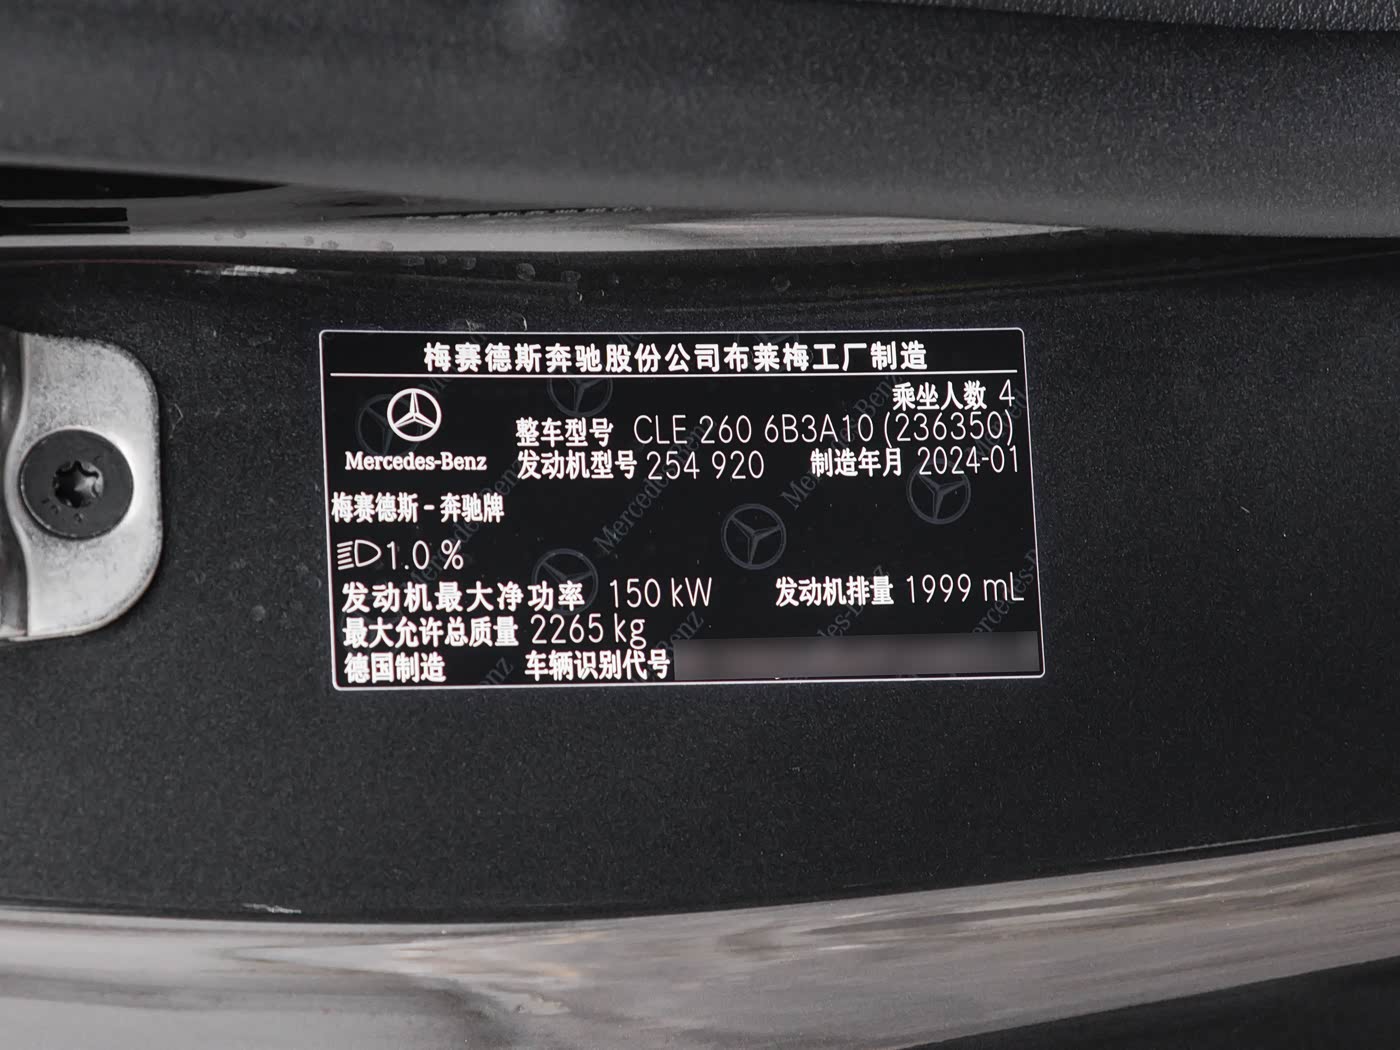 梅赛德斯奔驰股份公司布莱梅工厂制造
乘坐人数 4
整车型号 CLE 260 6B3A10 (236350)
Mercedes-Benz
发动机型号 254 920 制造年月 2024-01
梅赛德斯 - 奔驰牌
1.0 %
发动机最大净功率 150 kW 发动机排量 1999 mL
最大允许总质量 2265 kg
德国制造 车辆识别代号